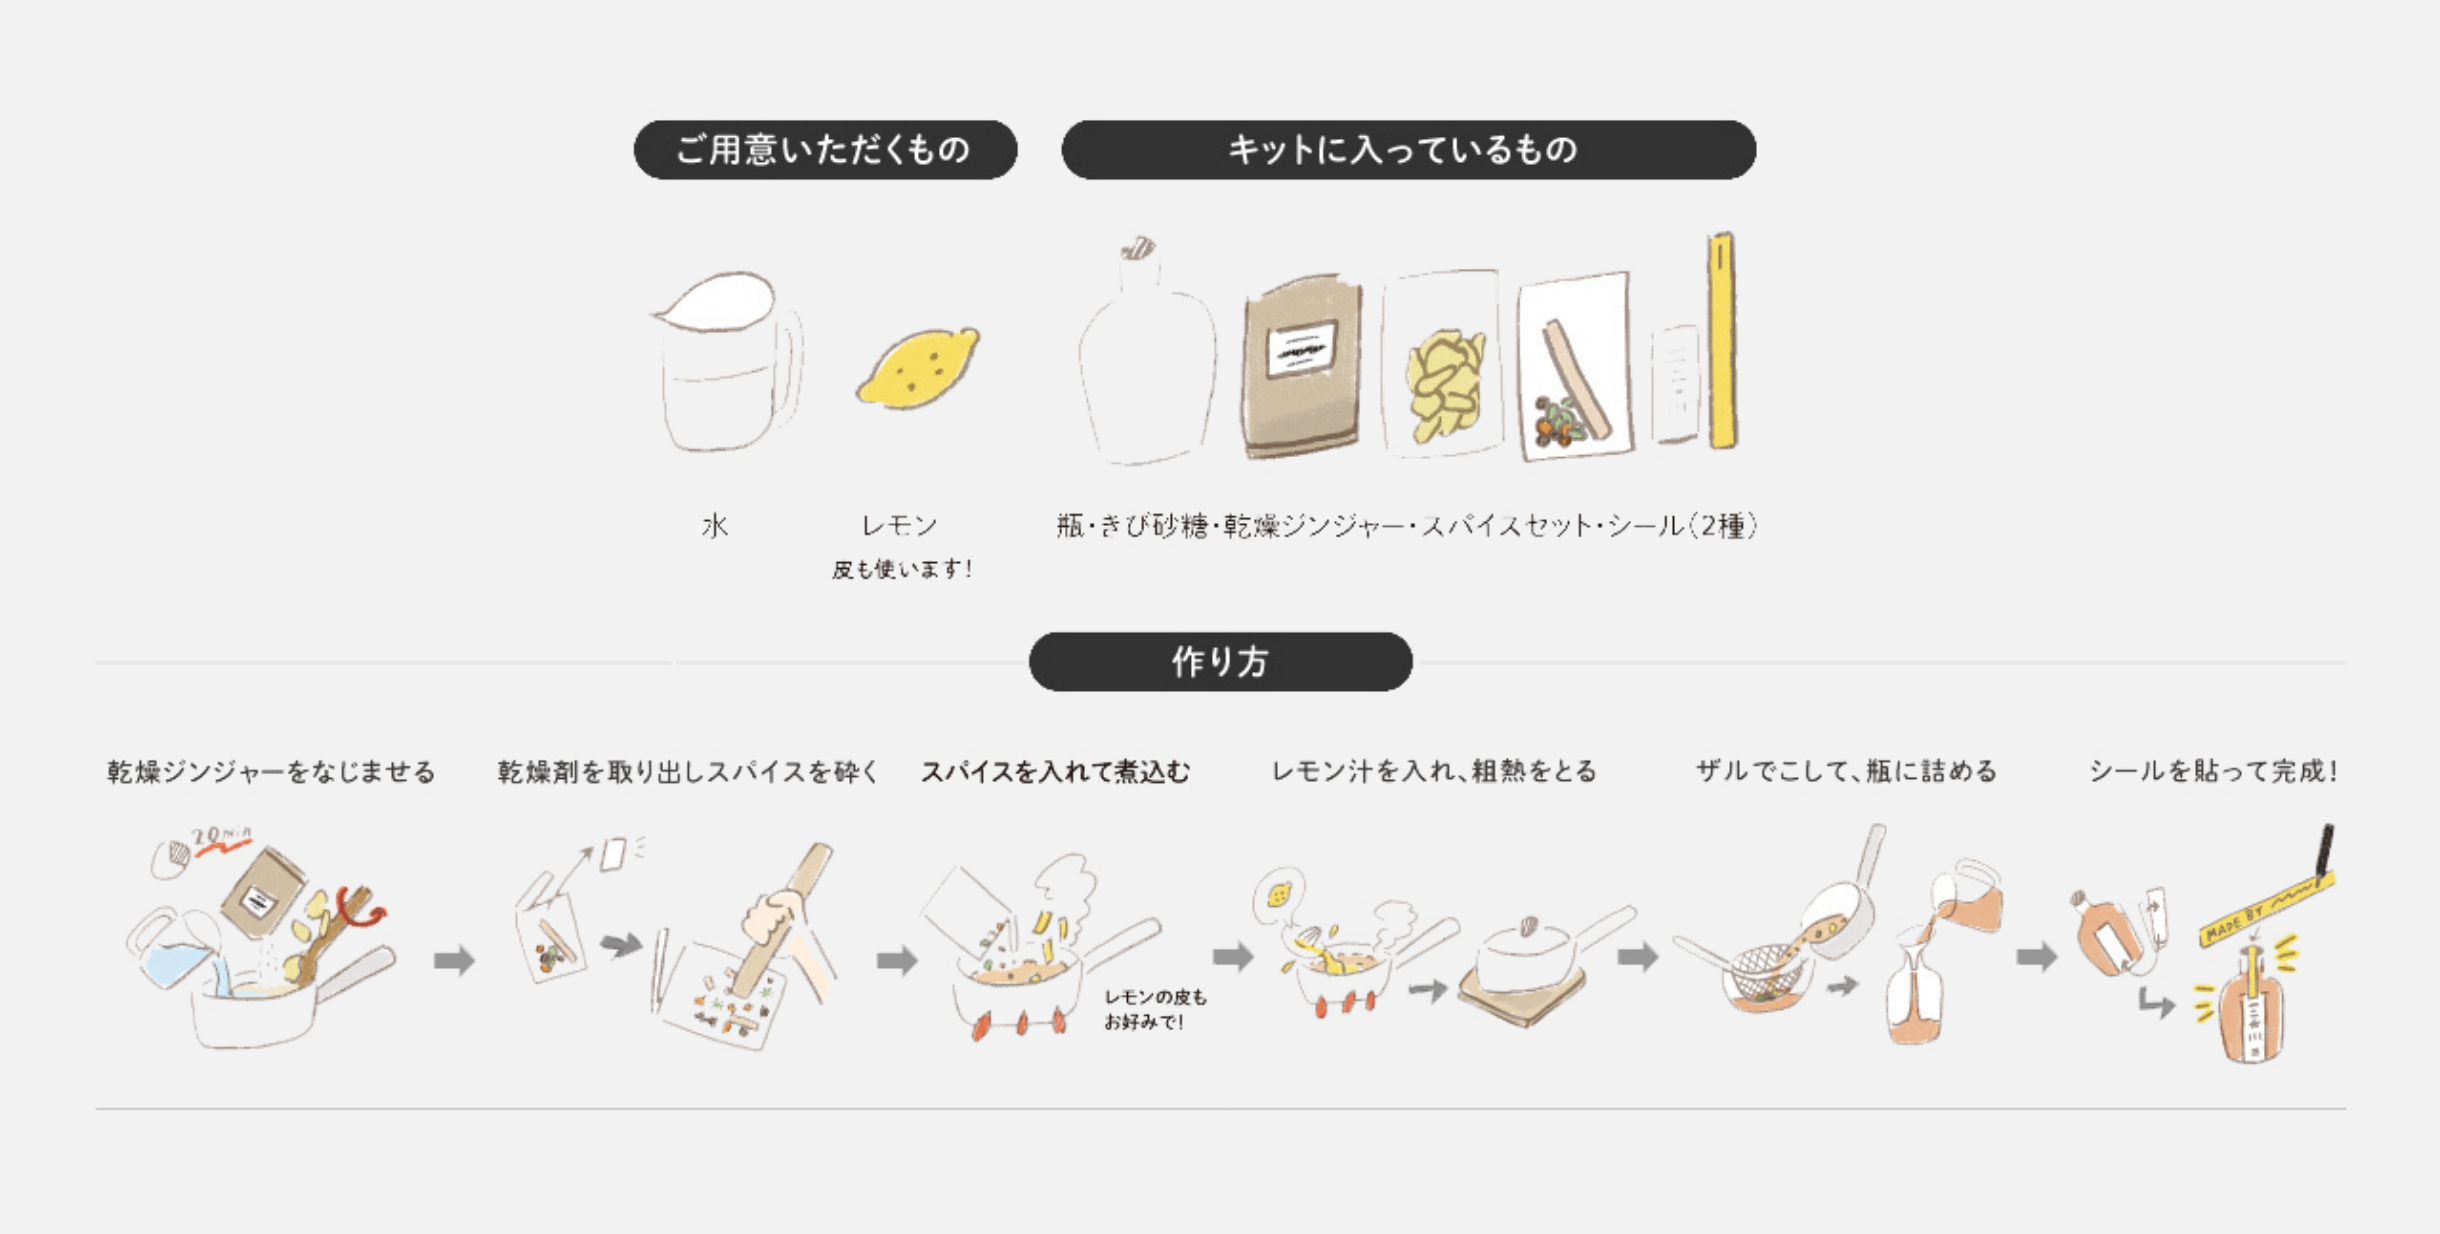 ご用意いただくもの
キットに入っているもの
水
レモン
皮も使います!
瓶・きび砂糖・乾燥ジンジャー・スパイスセット・シール(2種)
作り方
乾燥ジンジャーをなじませる
20min
乾燥剤を取り出しスパイスを砕く
スパイスを入れて煮込む
レモンの皮も
お好みで!
レモン汁を入れ、粗熱をとる
ザルでこして、瓶に詰める
シールを貼って完成!
MADE BY